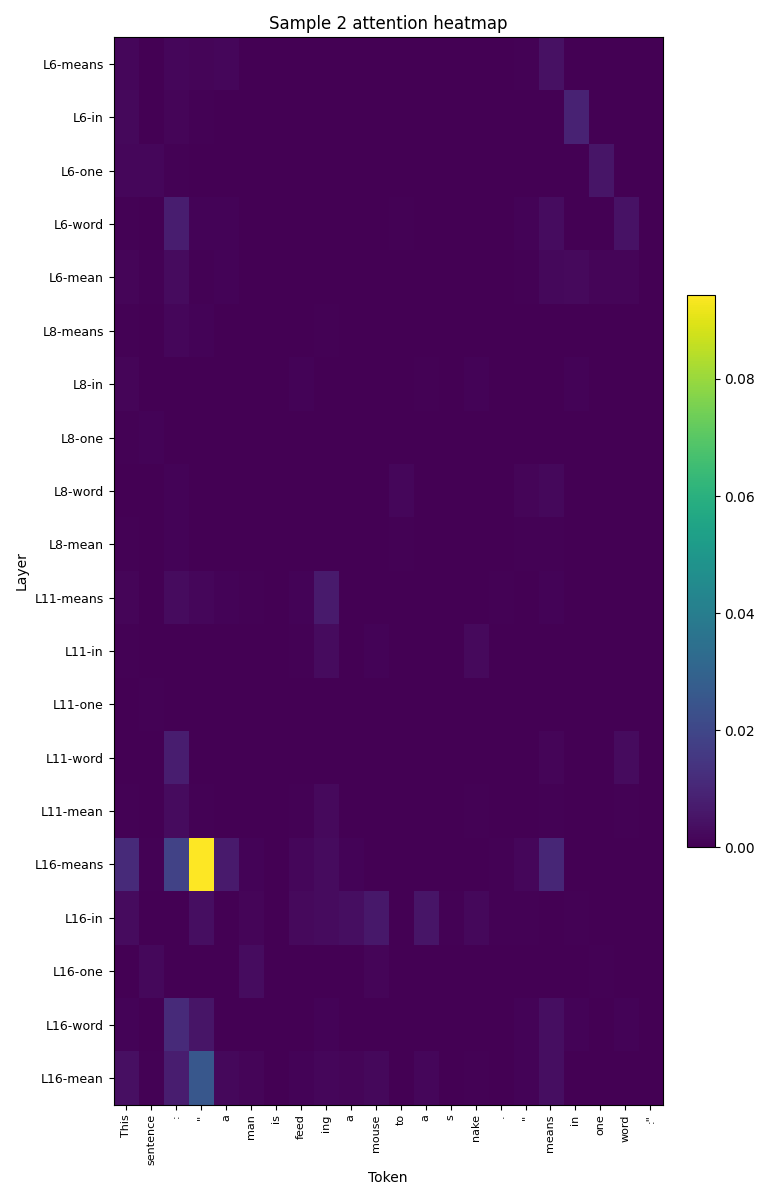 Sample 2 attention heatmap
Layer
L6-means
L6-in
L6-one
L6-word
L6-mean
L8-means
L8-in
L8-one
L8-word
L8-mean
L11-means
L11-in
L11-one
L11-word
L11-mean
L16-means
L16-in
L16-one
L16-word
L16-mean
This
sentence
:
"
a
man
is
feed
ing
a
mouse
to
a
s
nake
.
"
means
in
one
word
:"
Token
0.08
0.06
0.04
0.02
0.00